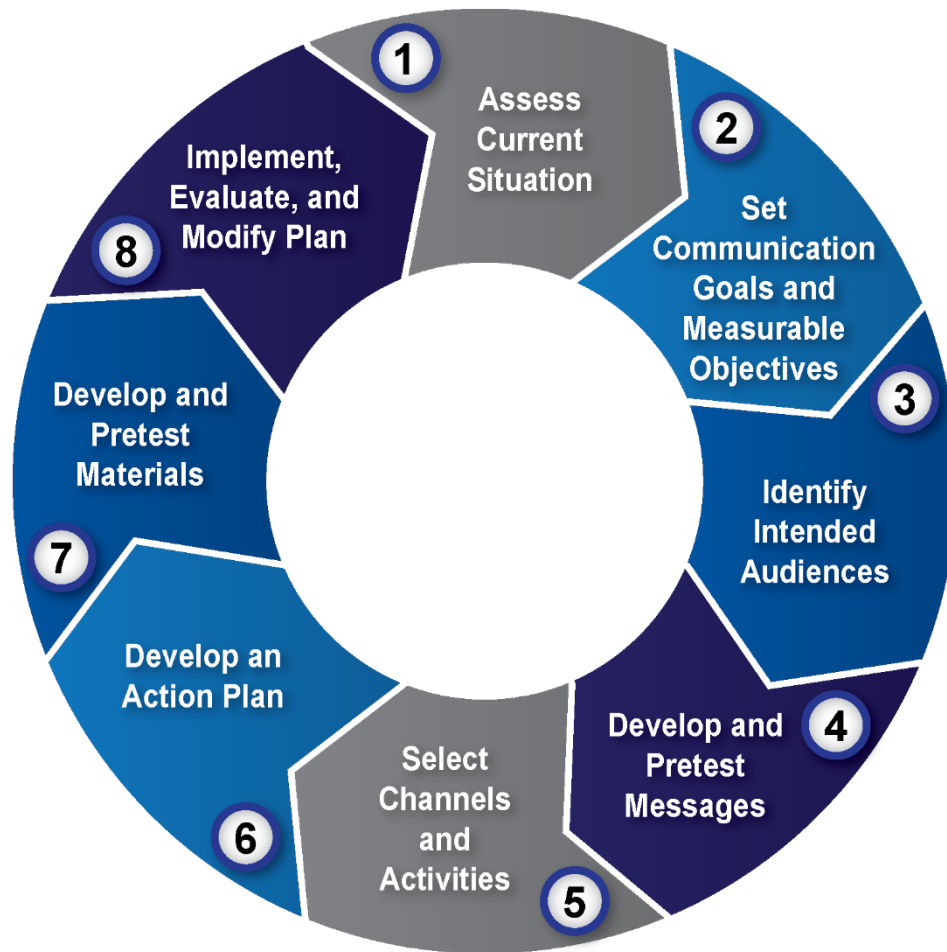 1
Assess
Current
Situation
2
Set
Communication
Goals and
Measurable
Objectives
3
Identify
Intended
Audiences
4
Develop and
Pretest
Messages
5
Select
Channels
and
Activities
6
Develop an
Action Plan
7
Develop and
Pretest
Materials
8
Implement,
Evaluate, and
Modify Plan